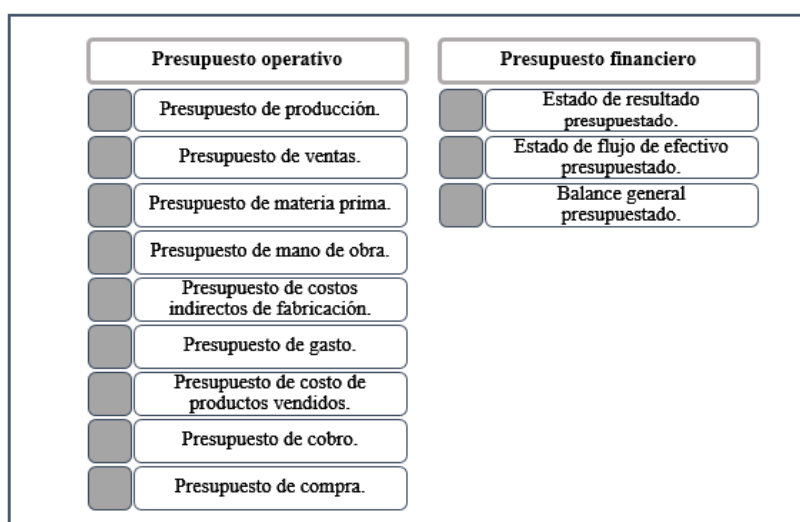 Presupuesto operativo
Presupuesto de producción.
Presupuesto de ventas.
Presupuesto de materia prima.
Presupuesto de mano de obra.
Presupuesto de costos
indirectos de fabricación.
Presupuesto de gasto.
Presupuesto de costo de
productos vendidos.
Presupuesto de cobro.
Presupuesto de compra.
Presupuesto financiero
Estado de resultado
presupuestado.
Estado de flujo de efectivo
presupuestado.
Balance general
presupuestado.